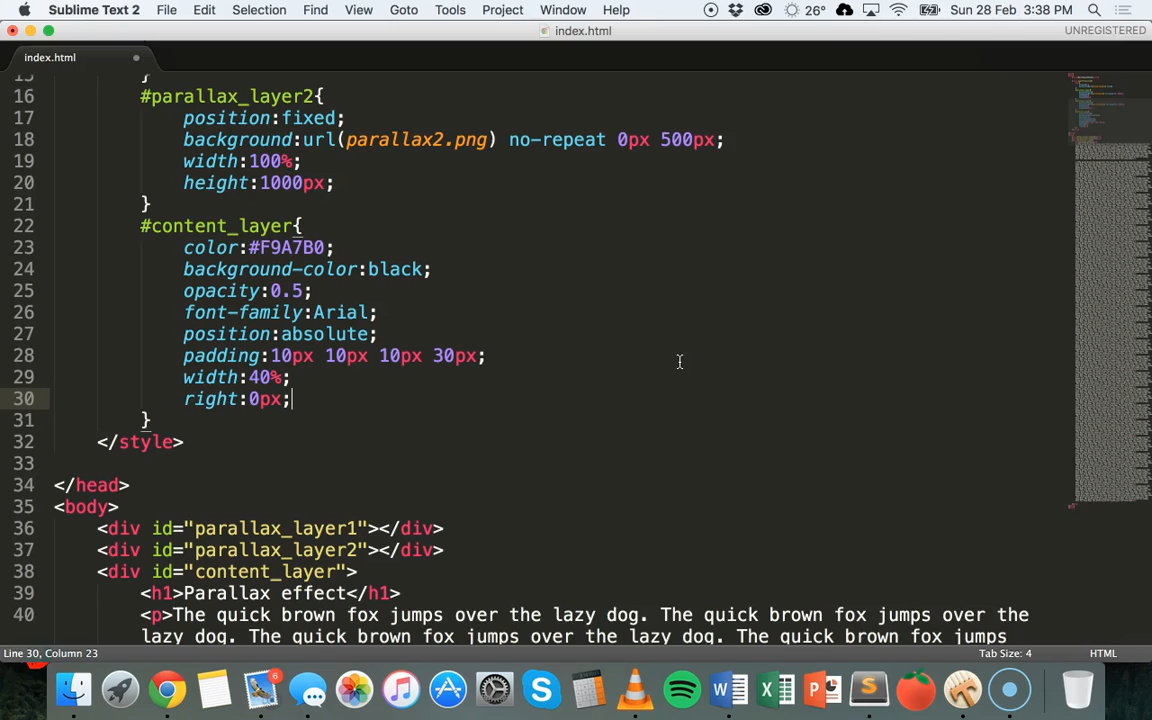 Sublime Text 2 File Edit Selection Find View Goto Tools Project Window Help 26° Sun 28 Feb 3:38 PM
index.html UNREGISTERED
index.html
15 }
16 #parallax_layer2{
17 position:fixed;
18 background:url(parallax2.png) no-repeat 0px 500px;
19 width:100%;
20 height:1000px;
21 }
22 #content_layer{
23 color:#F9A7B0;
24 background-color:black;
25 opacity:0.5;
26 font-family:Arial;
27 position:absolute;
28 padding:10px 10px 10px 30px;
29 width:40%;
30 right:0px;
31 }
32 </style>
33
34 </head>
35 <body>
36 <div id="parallax_layer1"></div>
37 <div id="parallax_layer2"></div>
38 <div id="content_layer">
39 <h1>Parallax effect</h1>
40 <p>The quick brown fox jumps over the lazy dog. The quick brown fox jumps over the
lazy dog. The quick brown fox jumps over the lazy dog. The quick brown fox jumps
Line 30, Column 23 Tab Size: 4 HTML
6